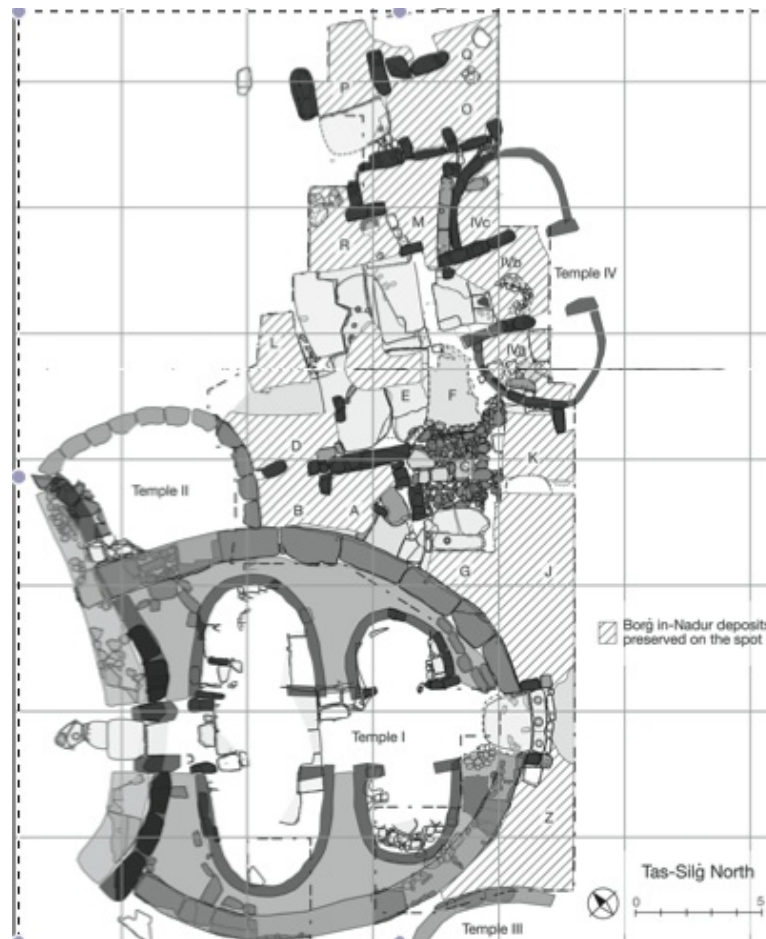 Q
P
O
M
IVc
R
IVb
Temple IV
L
IVa
E
F
D
K
C
Temple II
B
A
G
J
Borġ in-Nadur deposits
preserved on the spot
Temple I
Z
Tas-Silġ North
0
5
Temple III